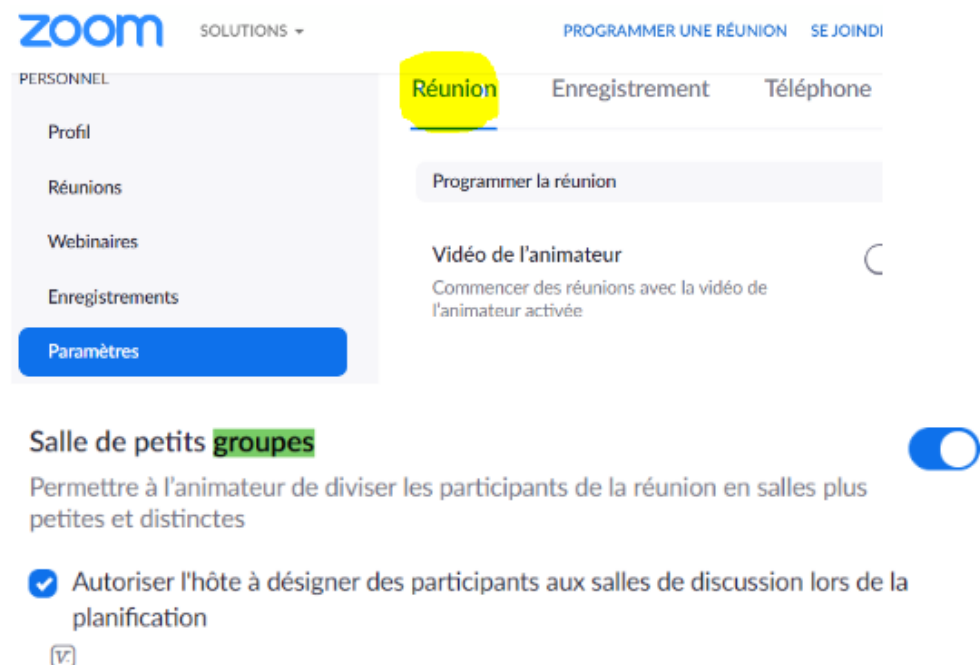 zoom SOLUTIONS PROGRAMMER UNE RÉUNION
PERSONNEL
Réunion Enregistrement Téléphone
Profil
Programmer la réunion
Réunions
Webinaires
Vidéo de l'animateur
Commencer des réunions avec la vidéo de
l'animateur activée
Enregistrements
Paramètres
Salle de petits groupes
Permettre à l'animateur de diviser les participants de la réunion en salles plus
petites et distinctes
Autoriser l'hôte à désigner des participants aux salles de discussion lors de la
planification